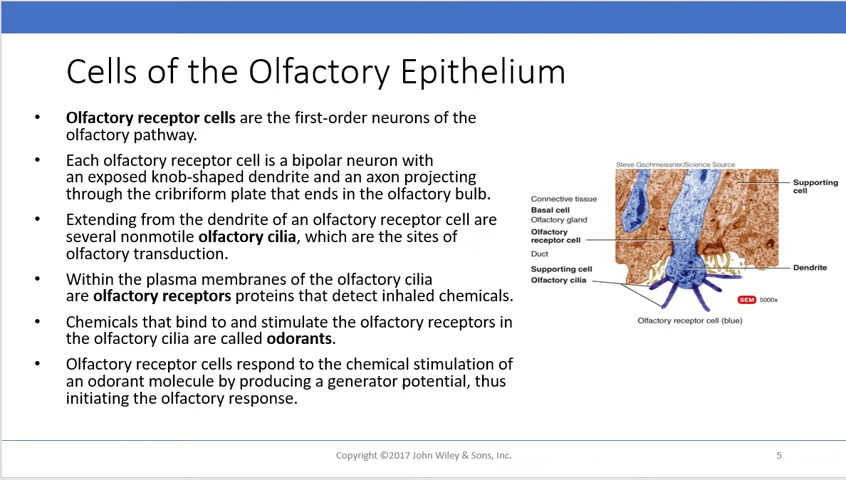 Cells of the Olfactory Epithelium
• Olfactory receptor cells are the first-order neurons of the
olfactory pathway.
• Each olfactory receptor cell is a bipolar neuron with
an exposed knob-shaped dendrite and an axon projecting
through the cribriform plate that ends in the olfactory bulb.
• Extending from the dendrite of an olfactory receptor cell are
several nonmotile olfactory cilia, which are the sites of
olfactory transduction.
• Within the plasma membranes of the olfactory cilia
are olfactory receptors proteins that detect inhaled chemicals.
• Chemicals that bind to and stimulate the olfactory receptors in
the olfactory cilia are called odorants.
• Olfactory receptor cells respond to the chemical stimulation of
an odorant molecule by producing a generator potential, thus
initiating the olfactory response.
Steve Gschmeissner/Science Source
Supporting
cell
Connective tissue
Basal cell
Olfactory gland
Olfactory
receptor cell
Duct
Supporting cell
Dendrite
Olfactory cilia
SEM 5000x
Olfactory receptor cell (blue)
Copyright ©2017 John Wiley & Sons, Inc.
5